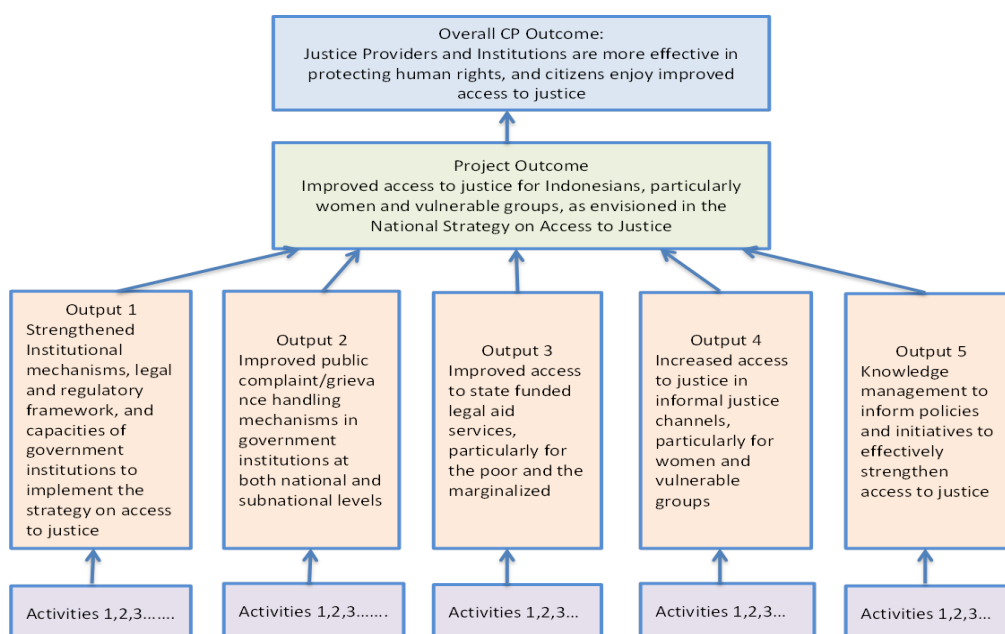 Overall CP Outcome:
Justice Providers and Institutions are more effective in
protecting human rights, and citizens enjoy improved
access to justice
Project Outcome
Improved access to justice for Indonesians, particularly
women and vulnerable groups, as envisioned in the
National Strategy on Access to Justice
Output 1
Strengthened
Institutional
mechanisms, legal
and regulatory
framework, and
capacities of
government
institutions to
implement the
strategy on access
to justice
Output 2
Improved public
complaint/grieva
nce handling
mechanisms in
government
institutions at
both national and
subnational levels
Output 3
Improved access
to state funded
legal aid
services,
particularly for
the poor and the
marginalized
Output 4
Increased access
to justice in
informal justice
channels,
particularly for
women and
vulnerable
groups
Output 5
Knowledge
management to
inform policies
and initiatives to
effectively
strengthen
access to justice
Activities 1,2,3.......
Activities 1,2,3.......
Activities 1,2,3...
Activities 1,2,3...
Activities 1,2,3...